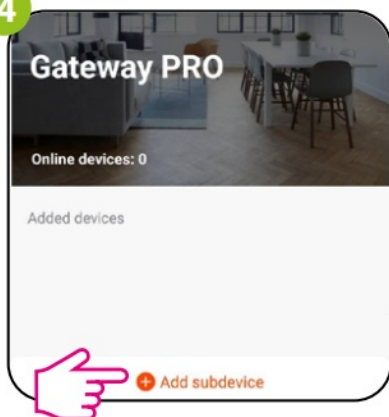 4
Gateway PRO
Online devices: 0
Added devices
Add subdevice